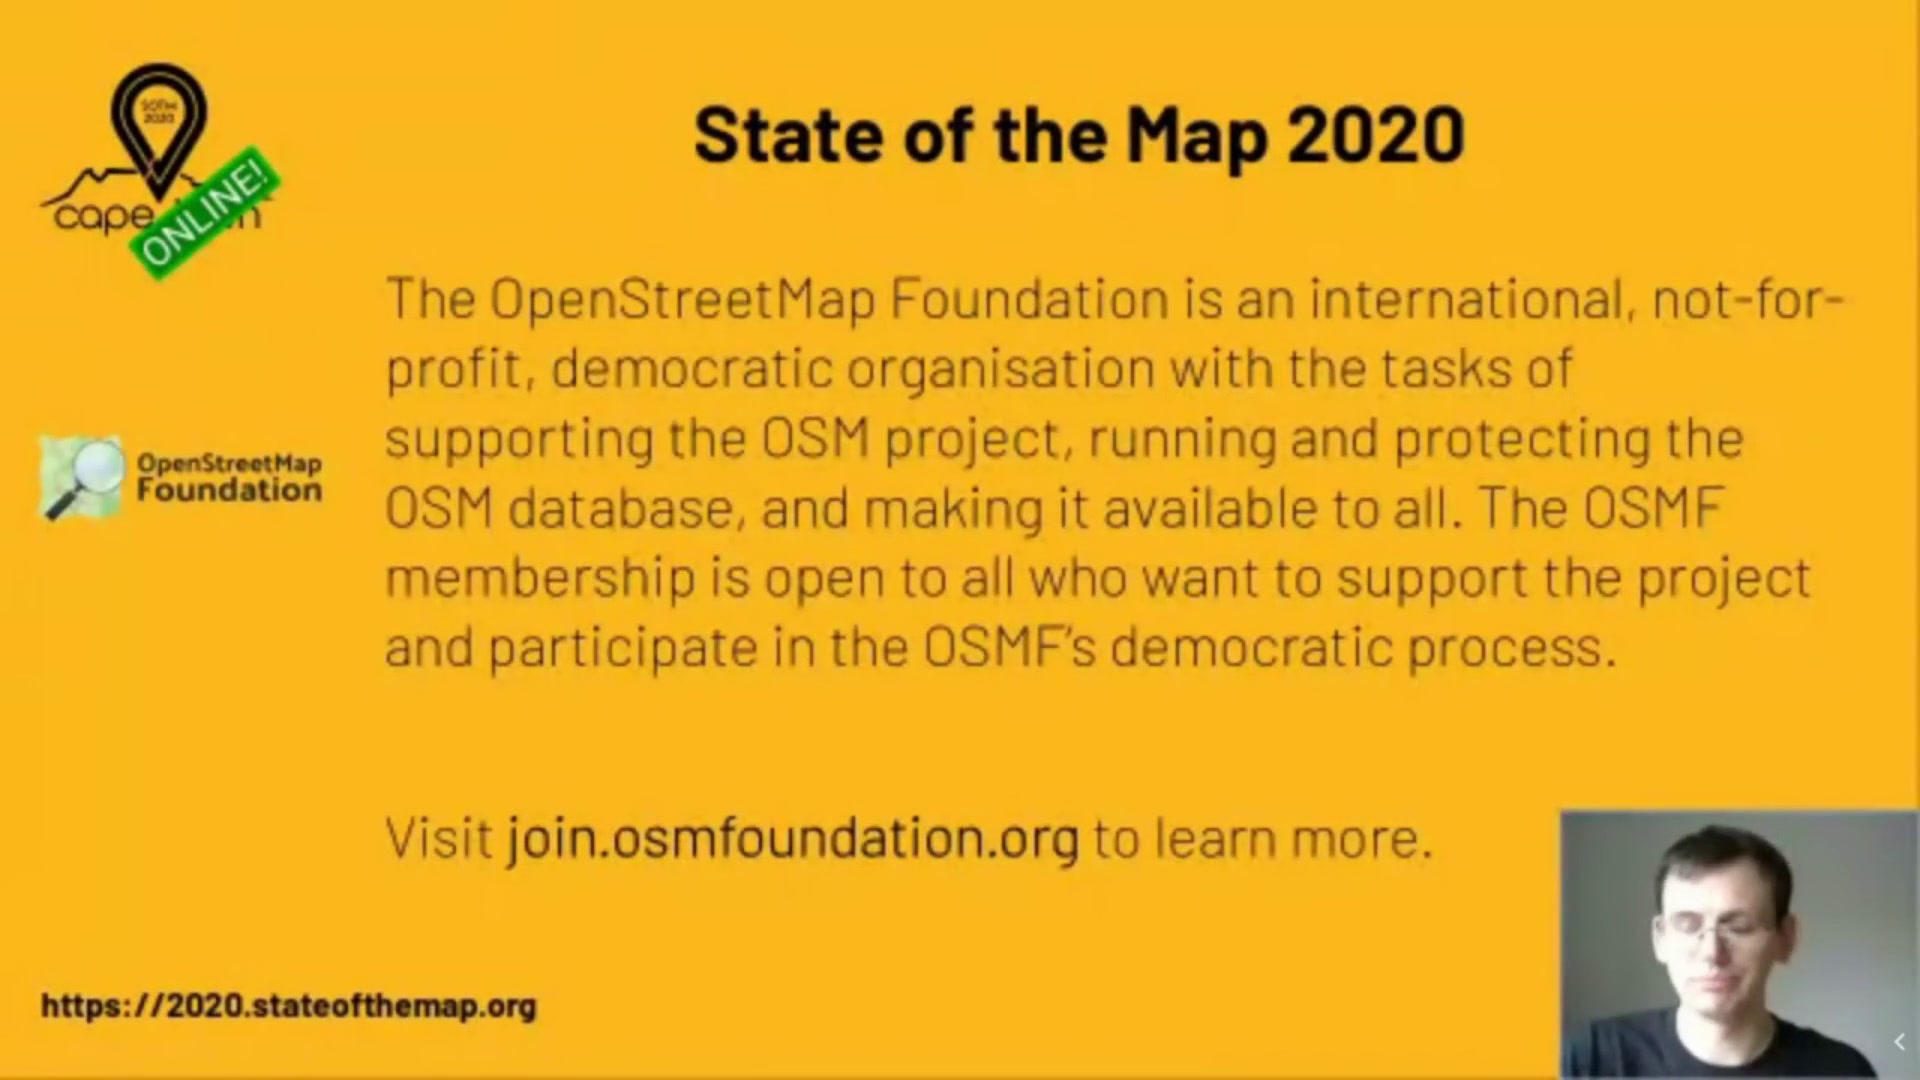 SOTM
2020
cape
ONLINE!
State of the Map 2020
The OpenStreetMap Foundation is an international, not-for-
profit, democratic organisation with the tasks of
supporting the OSM project, running and protecting the
OSM database, and making it available to all. The OSMF
membership is open to all who want to support the project
and participate in the OSMF's democratic process.
OpenStreetMap
Foundation
Visit join.osmfoundation.org to learn more.
https://2020.stateofthemap.org